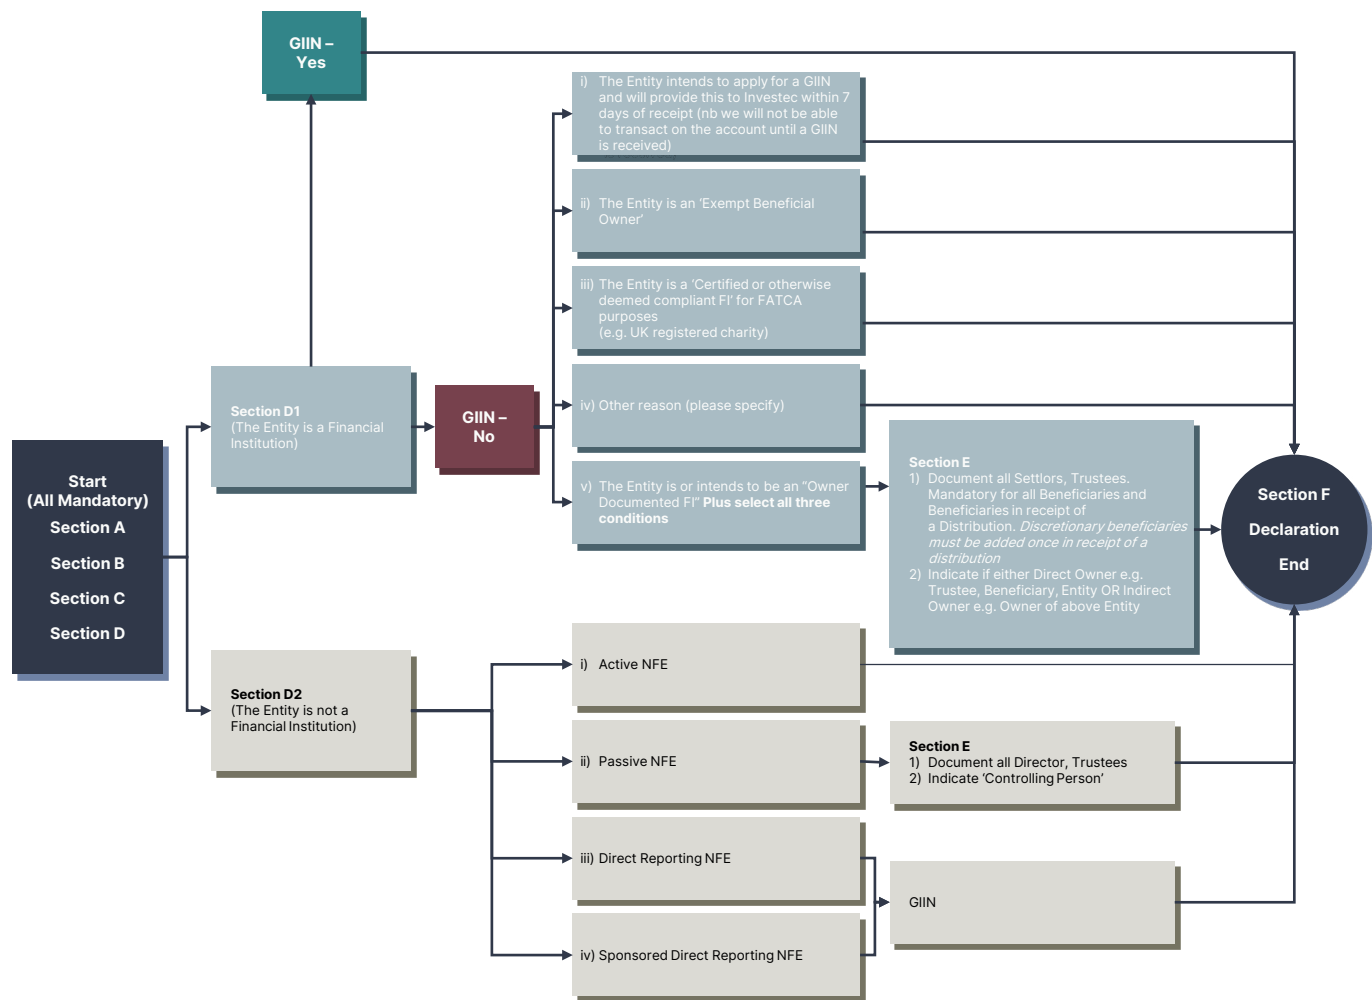 GIIN –
Yes
i) The Entity intends to apply for a GIIN
and will provide this to Investec within 7
days of receipt (nb we will not be able
to transact on the account until a GIIN
is received)
ii) The Entity is an ‘Exempt Beneficial
Owner’
iii) The Entity is a ‘Certified or otherwise
deemed compliant FI’ for FATCA
purposes
(e.g. UK registered charity)
iv) Other reason (please specify)
v) The Entity is or intends to be an “Owner
Documented FI” Plus select all three
conditions
Section D1
(The Entity is a Financial
Institution)
GIIN –
No
Start
(All Mandatory)
Section A
Section B
Section C
Section D
Section E
1) Document all Settlors, Trustees.
Mandatory for all Beneficiaries and
Beneficiaries in receipt of
a Distribution. Discretionary beneficiaries
must be added once in receipt of a
distribution
2) Indicate if either Direct Owner e.g.
Trustee, Beneficiary, Entity OR Indirect
Owner e.g. Owner of above Entity
Section F
Declaration
End
Section D2
(The Entity is not a
Financial Institution)
i) Active NFE
ii) Passive NFE
iii) Direct Reporting NFE
iv) Sponsored Direct Reporting NFE
Section E
1) Document all Director, Trustees
2) Indicate ‘Controlling Person’
GIIN